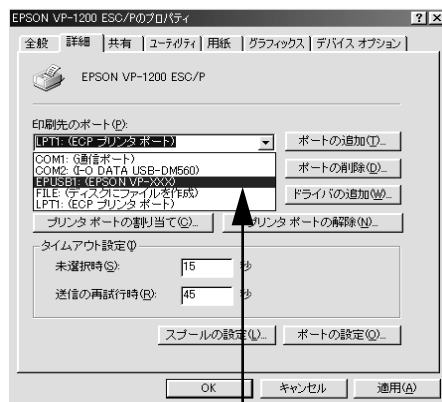 EPSON VP-1200 ESC/Pのプロパティ
全般 詳細 共有 ユーティリティ 用紙 グラフィックス デバイス オプション
EPSON VP-1200 ESC/P
印刷先のポート(P):
LPT1: (ECP プリンタ ポート)
ポートの追加(T)...
COM1: (通信ポート)
COM2: (I-O DATA USB-DM560)
EPUSB1: (EPSON VP-XXX)
FILE: (ディスクにファイルを作成)
LPT1: (ECP プリンタ ポート)
ポートの削除(D)...
ドライバの追加(W)...
プリンタ ポートの割り当て(C)...
プリンタ ポートの解除(N)...
タイムアウト設定()
未選択時(S): 15 秒
送信の再試行時(R): 45 秒
スプールの設定(L)... ポートの設定(O)...
OK キャンセル 適用(A)